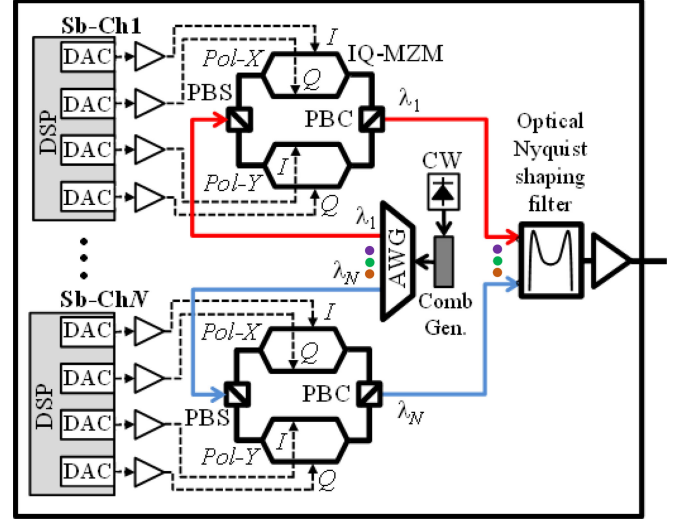 Sb-Ch1
DSP
DAC
DAC
DAC
DAC
Pol-X
I
Q
IQ-MZM
PBS
PBC
λ1
I
Pol-Y
Q
Optical
Nyquist
shaping
filter
CW
λ1
AWG
λN
Comb
Gen.
Sb-ChN
DSP
DAC
DAC
DAC
DAC
Pol-X
I
Q
PBS
PBC
λN
I
Pol-Y
Q